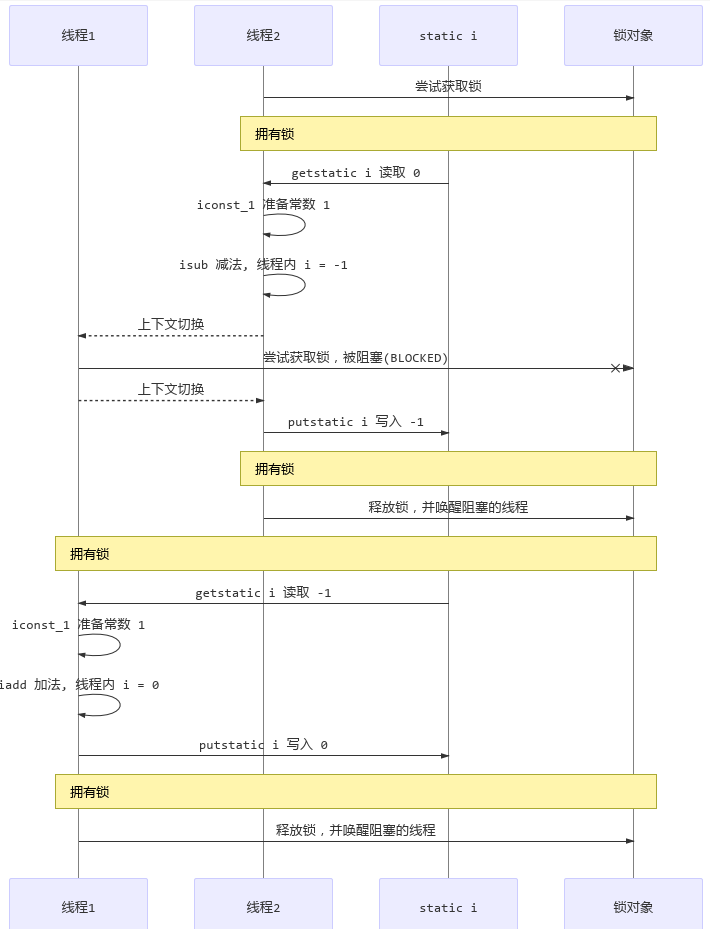 线程1
线程2
static i
锁对象
尝试获取锁
拥有锁
getstatic i 读取 0
iconst_1 准备常数 1
isub 减法, 线程内 i = -1
上下文切换
尝试获取锁，被阻塞(BLOCKED)
上下文切换
putstatic i 写入 -1
拥有锁
释放锁，并唤醒阻塞的线程
拥有锁
getstatic i 读取 -1
iconst_1 准备常数 1
iadd 加法, 线程内 i = 0
putstatic i 写入 0
拥有锁
释放锁，并唤醒阻塞的线程
线程1
线程2
static i
锁对象